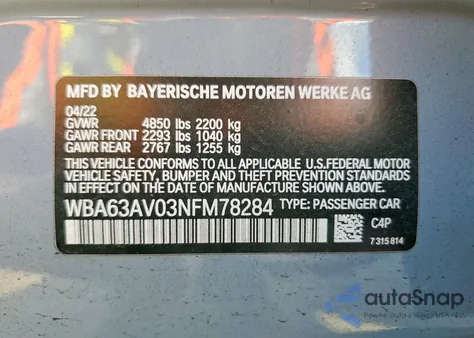 MFD BY BAYERISCHE MOTOREN WERKE AG
04/22
GVWR 4850 lbs 2200 kg
GAWR FRONT 2293 lbs 1040 kg
GAWR REAR 2767 lbs 1255 kg
THIS VEHICLE CONFORMS TO ALL APPLICABLE U.S.FEDERAL MOTOR
VEHICLE SAFETY, BUMPER AND THEFT PREVENTION STANDARDS
IN EFFECT ON THE DATE OF MANUFACTURE SHOWN ABOVE.
WBA63AV03NFM78284 TYPE: PASSENGER CAR
C4P
7 315 814
autoSnap